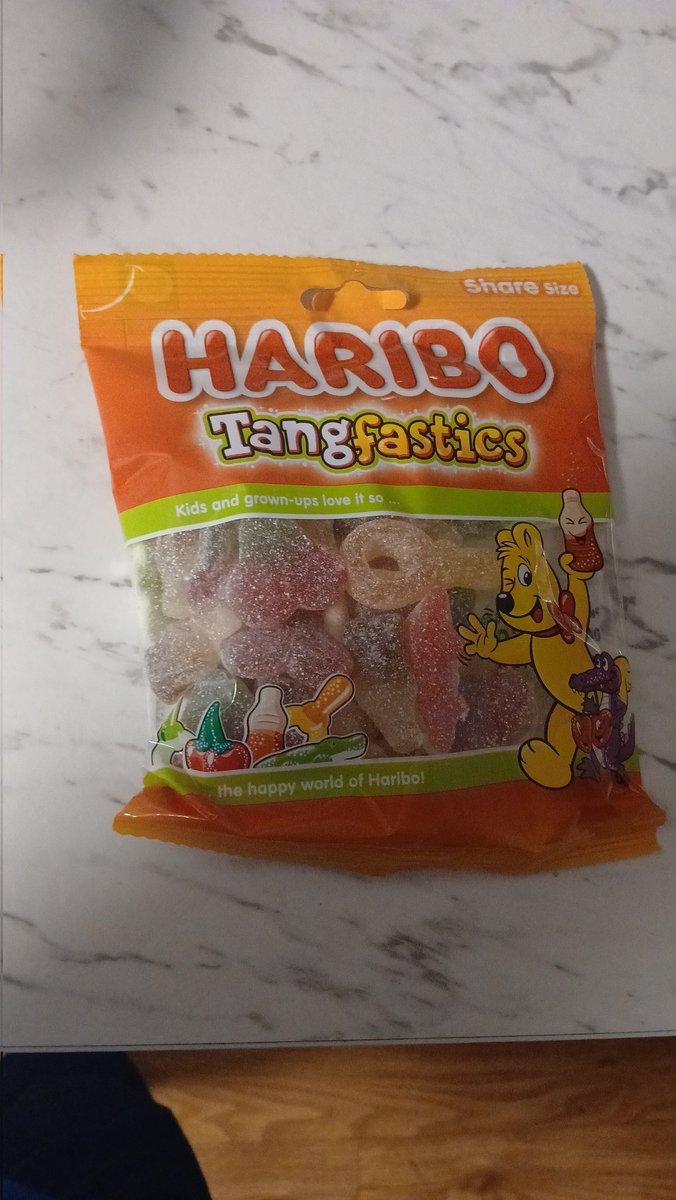 Share Size
HARIBO
Tangfastics
Kids and grown-ups love it so ...
... the happy world of Haribo!